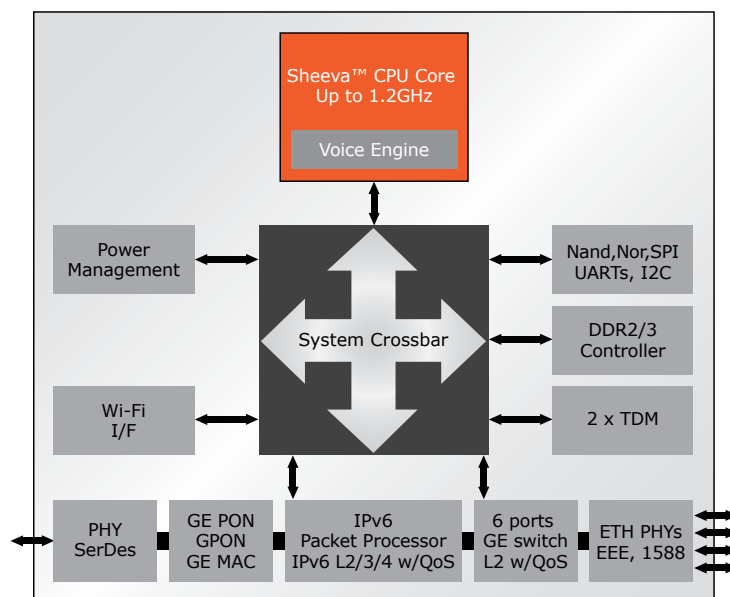 Sheeva™ CPU Core
Up to 1.2GHz
Voice Engine
Power
Management
Nand,Nor,SPI
UARTs, I2C
System Crossbar
DDR2/3
Controller
Wi-Fi
I/F
2 x TDM
PHY
SerDes
GE PON
GPON
GE MAC
IPv6
Packet Processor
IPv6 L2/3/4 w/QoS
6 ports
GE switch
L2 w/QoS
ETH PHYs
EEE, 1588